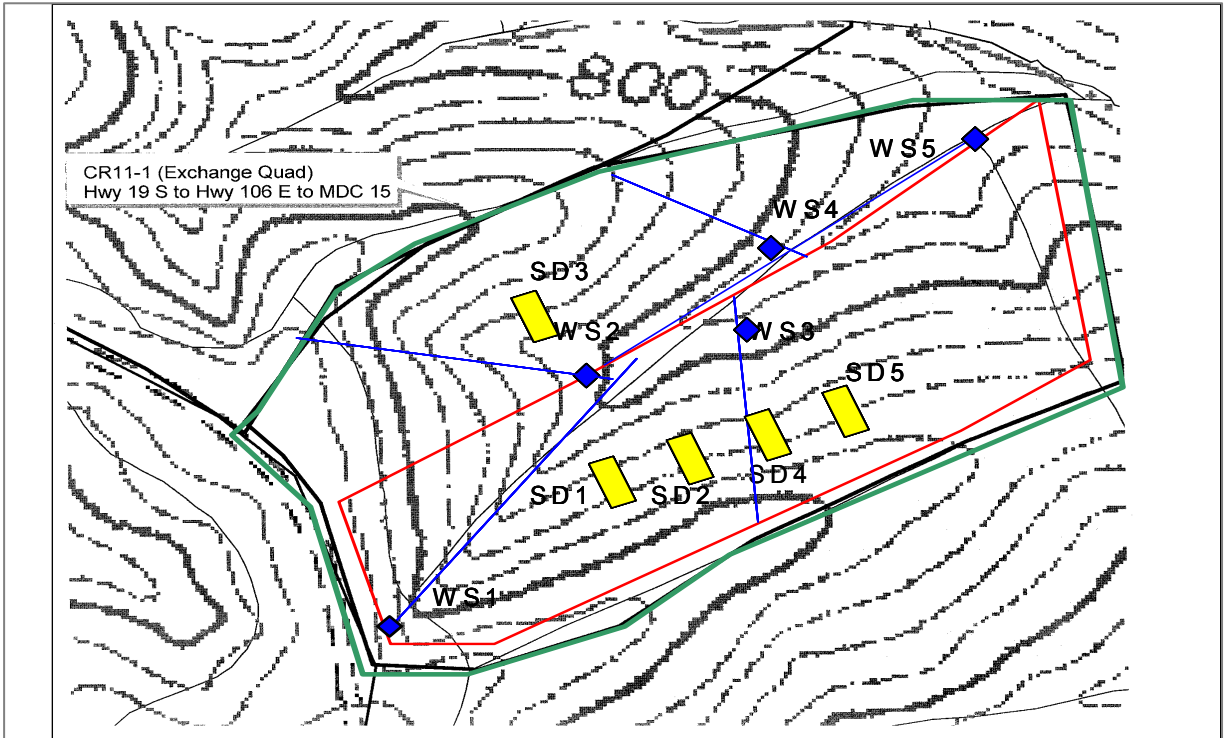 800
CR11-1 (Exchange Quad)
Hwy 19 S to Hwy 106 E to MDC 15
WS5
WS4
SD3
WS2
WS3
SD5
SD4
SD1
SD2
WS1